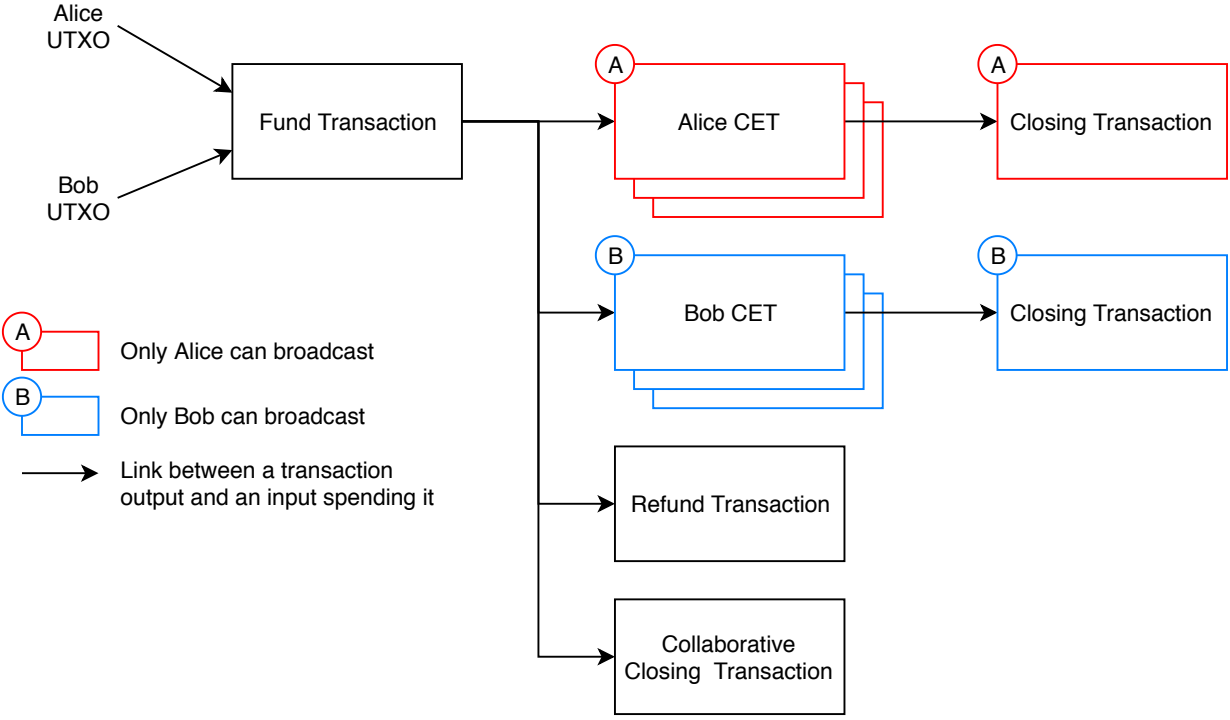 Alice
UTXO
Bob
UTXO
Fund Transaction
A
Alice CET
A
Closing Transaction
B
Bob CET
B
Closing Transaction
Refund Transaction
Collaborative
Closing Transaction
A
Only Alice can broadcast
B
Only Bob can broadcast
Link between a transaction
output and an input spending it